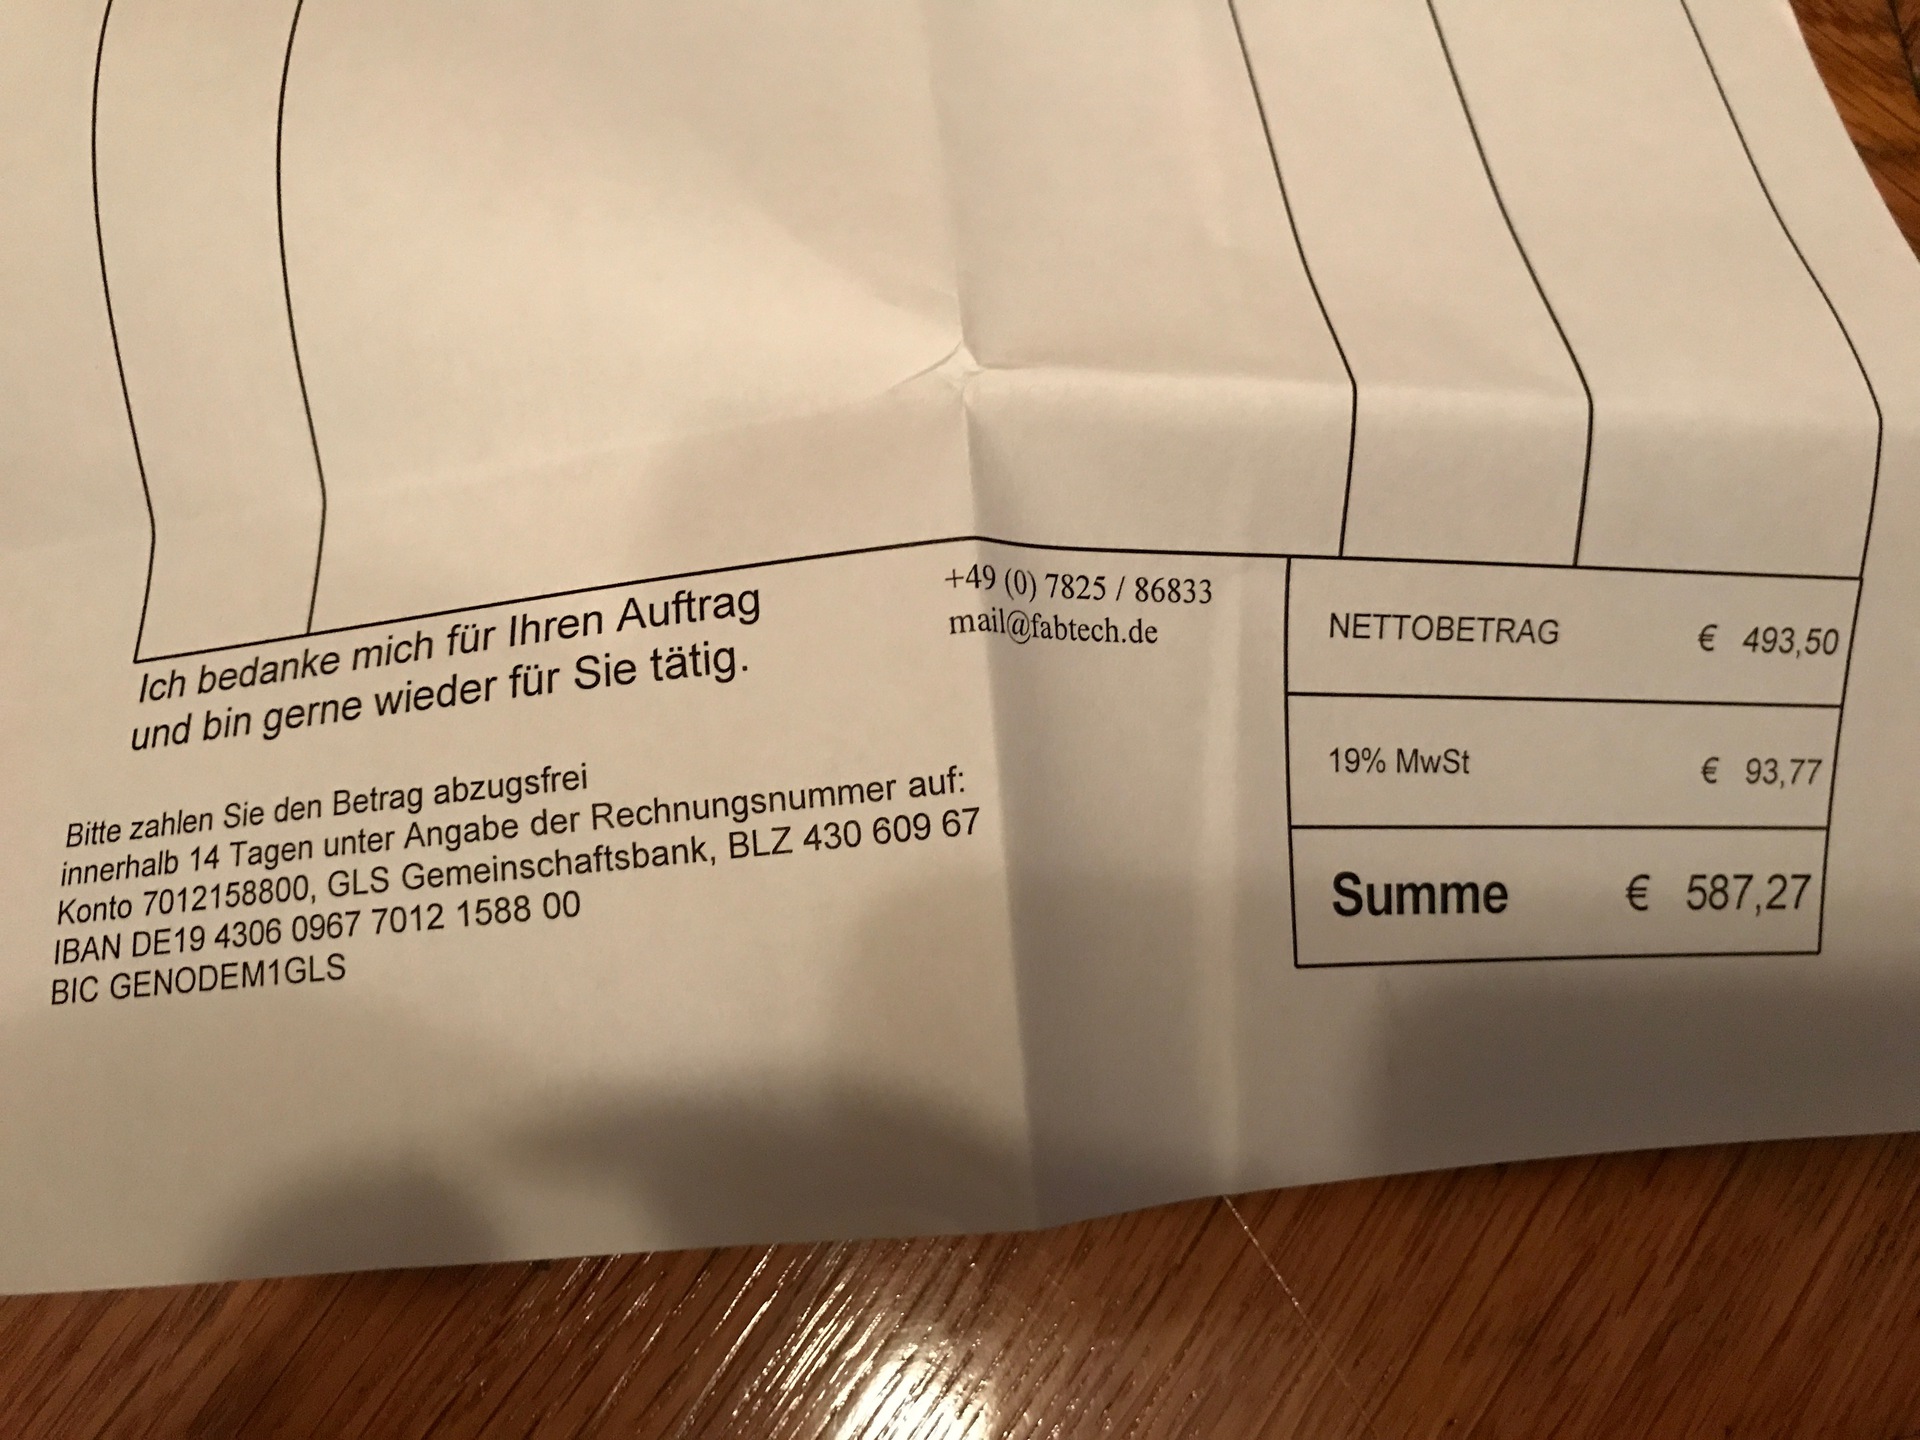 Ich bedanke mich für Ihren Auftrag
und bin gerne wieder für Sie tätig.
+49 (0) 7825 / 86833
mail@fabtech.de
Bitte zahlen Sie den Betrag abzugsfrei
innerhalb 14 Tagen unter Angabe der Rechnungsnummer auf:
Konto 7012158800, GLS Gemeinschaftsbank, BLZ 430 609 67
IBAN DE19 4306 0967 7012 1588 00
BIC GENODEM1GLS
NETTOBETRAG € 493,50
19% MwSt € 93,77
Summe € 587,27